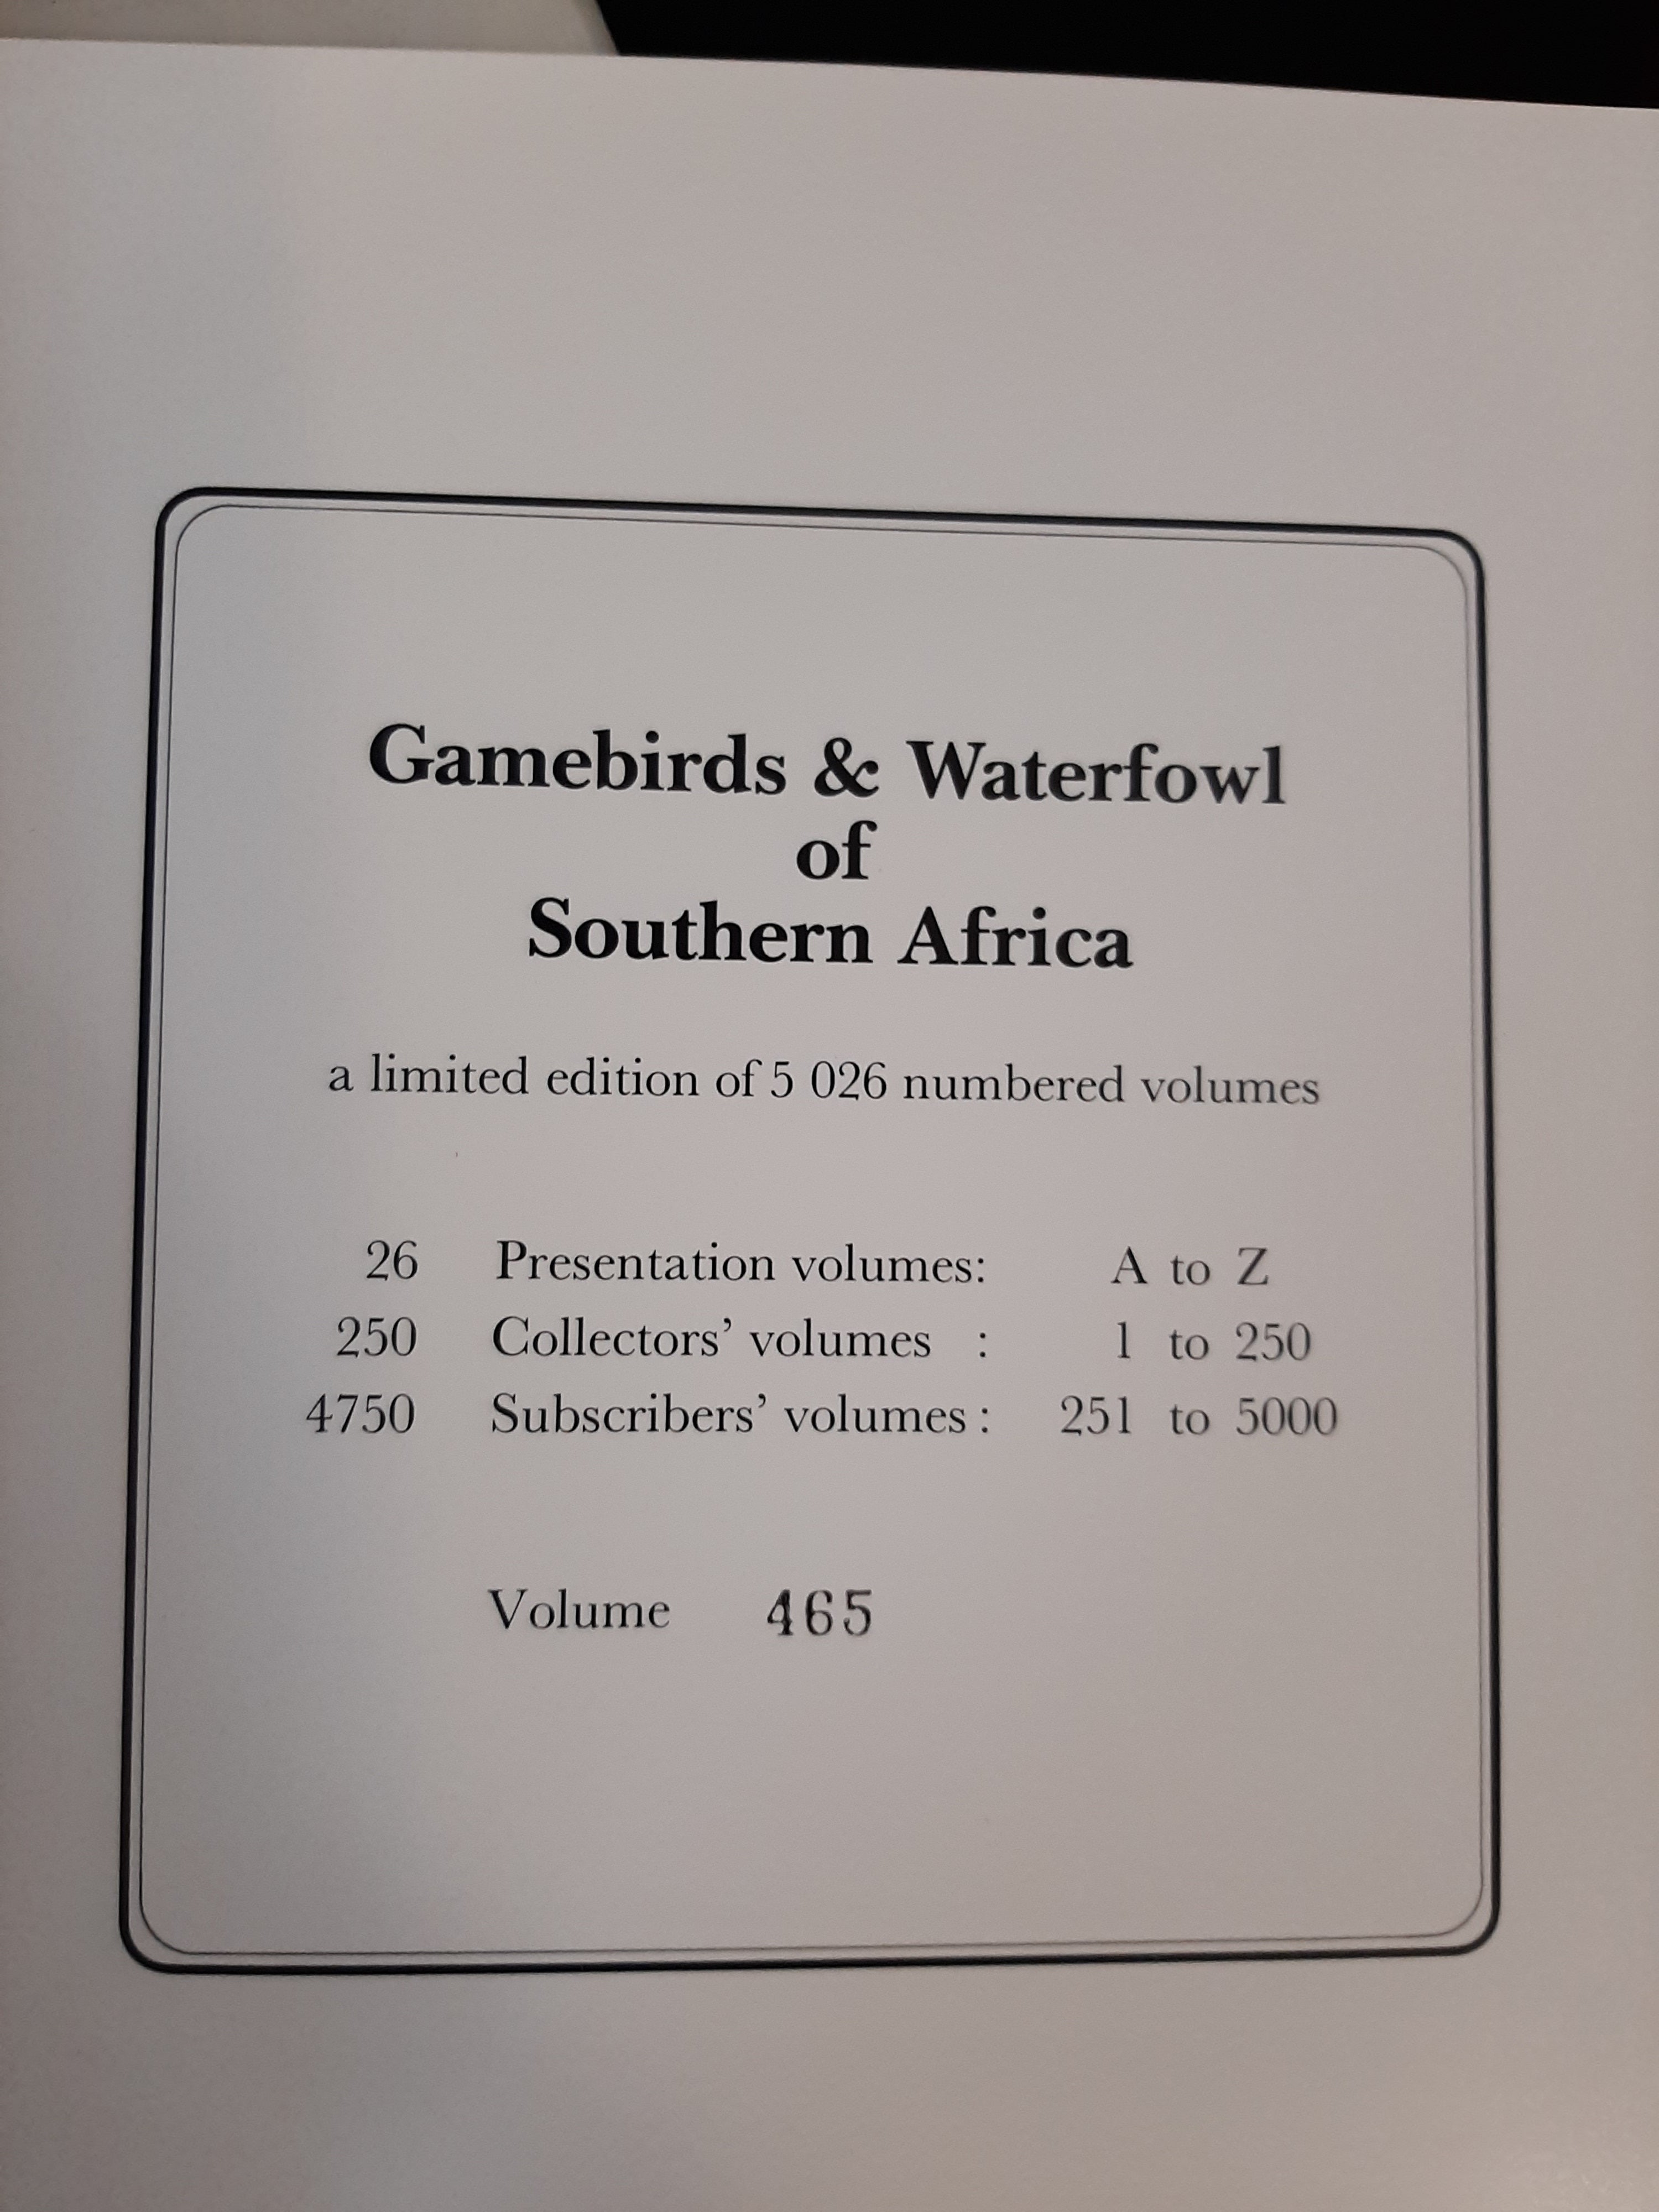 Gamebirds & Waterfowl
of
Southern Africa
a limited edition of 5 026 numbered volumes
26 Presentation volumes: A to Z
250 Collectors’ volumes : 1 to 250
4750 Subscribers’ volumes : 251 to 5000
Volume 465